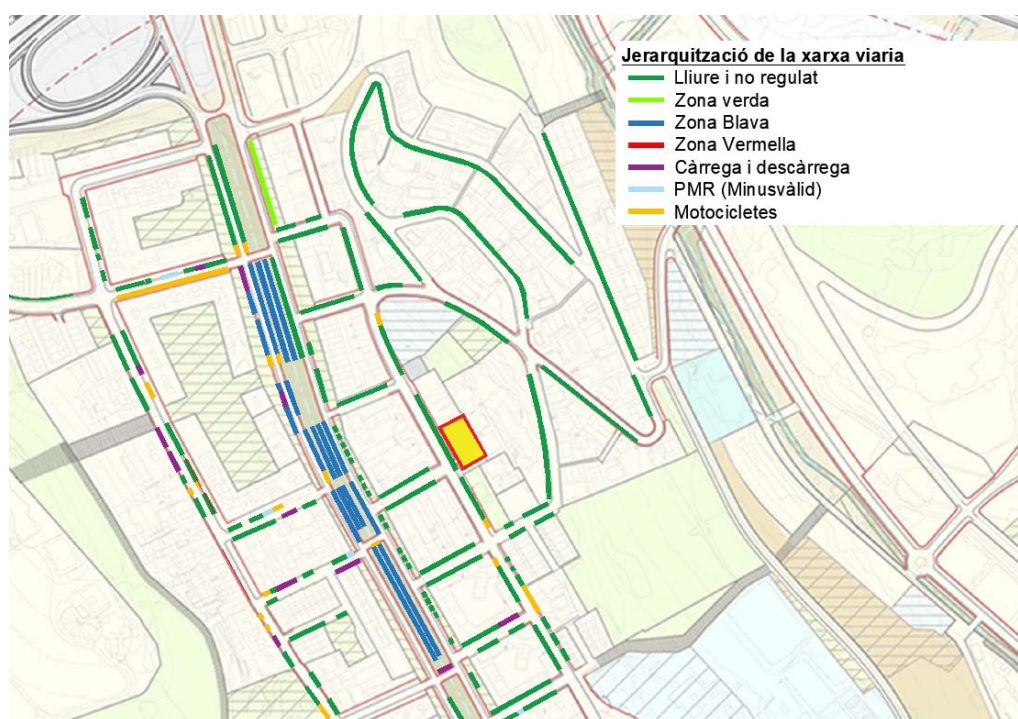 Jerarquització de la xarxa viaria
Lliure i no regulat
Zona verda
Zona Blava
Zona Vermella
Càrrega i descàrrega
PMR (Minusvàlid)
Motocicletes